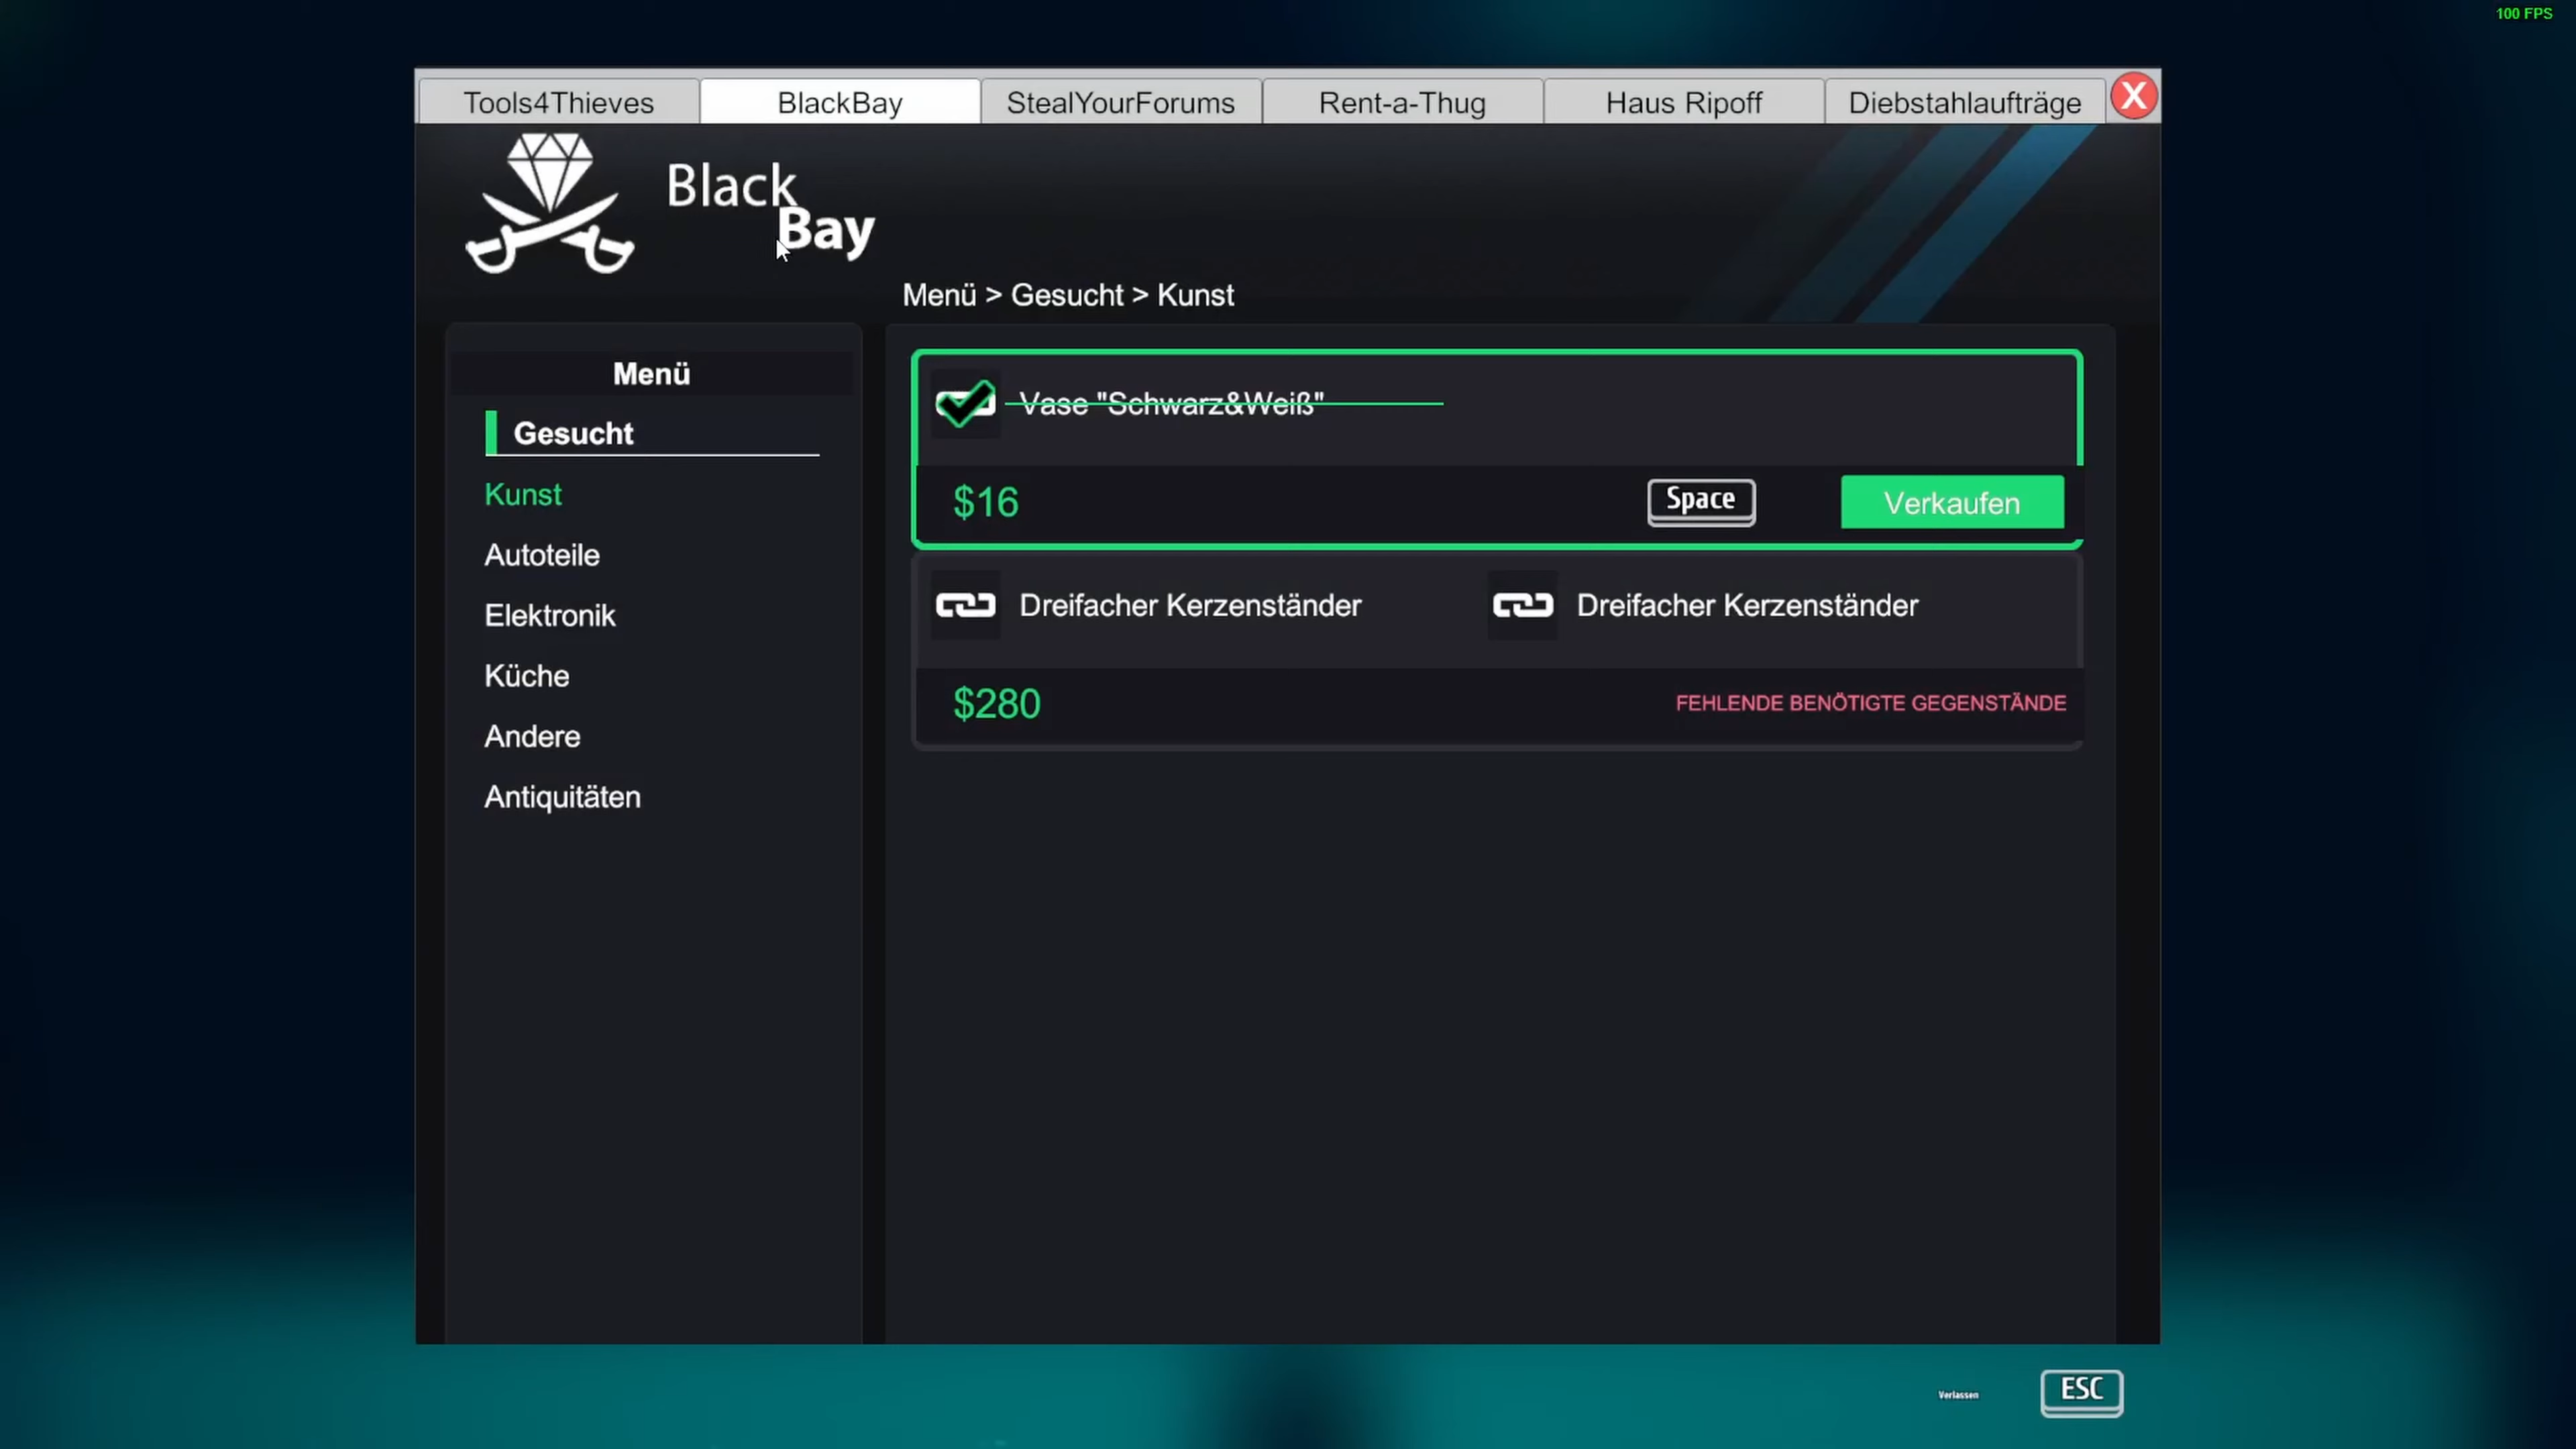 100 FPS
Tools4Thieves
BlackBay
StealYourForums
Rent-a-Thug
Haus Ripoff
Diebstahlaufträge
X
Black
Bay
Menü > Gesucht > Kunst
Menü
Gesucht
Kunst
Autoteile
Elektronik
Küche
Andere
Antiquitäten
Vase "Schwarz&Weiß"
$16
Space
Verkaufen
Dreifacher Kerzenständer
Dreifacher Kerzenständer
$280
FEHLENDE BENÖTIGTE GEGENSTÄNDE
Verlassen
ESC